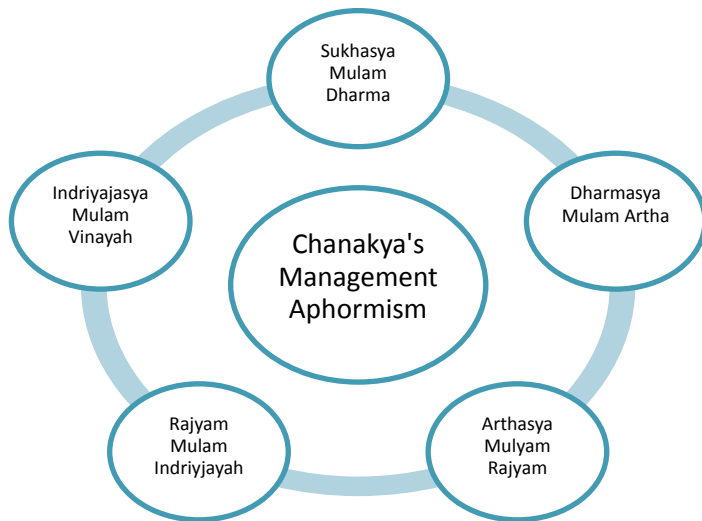 Sukhasya
Mulam
Dharma
Indriyajasya
Mulam
Vinayah
Dharmasya
Mulam Artha
Chanakya's
Management
Aphormism
Rajyam
Mulam
Indriyjayah
Arthasya
Mulyam
Rajyam